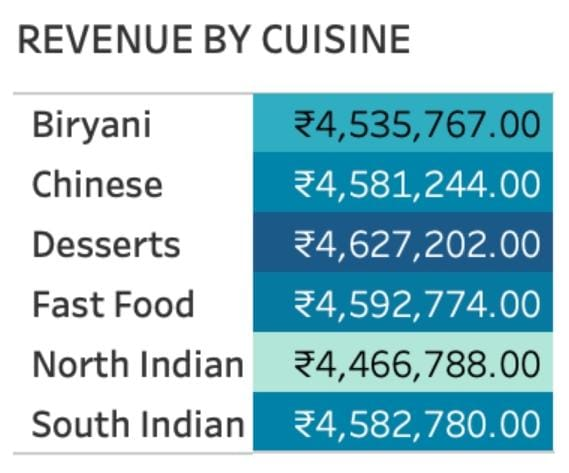 REVENUE BY CUISINE
Biryani ₹4,535,767.00
Chinese ₹4,581,244.00
Desserts ₹4,627,202.00
Fast Food ₹4,592,774.00
North Indian ₹4,466,788.00
South Indian ₹4,582,780.00